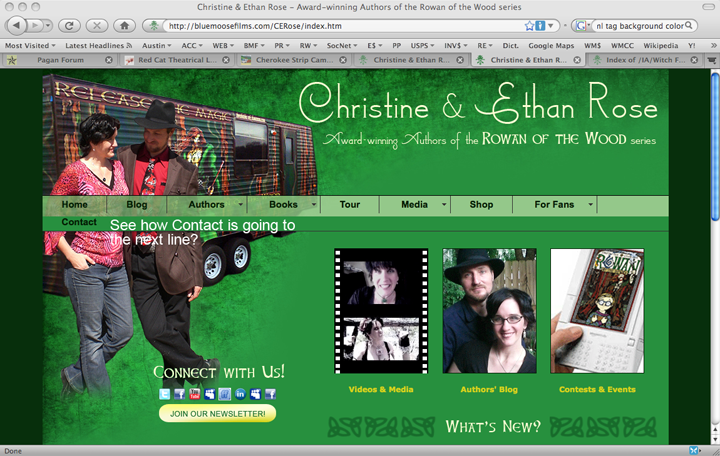 Christine & Ethan Rose – Award-winning Authors of the Rowan of the Wood series
http://bluemoosefilms.com/CERose/index.htm
nl tag background color
Most Visited Latest Headlines Austin ACC WEB BMF PC RW SocNet E$ PP USPS INV$ RE Dict. Google Maps WM$ WMCC Wikipedia Y!
Pagan Forum Red Cat Theatrical L... Cherokee Strip Cam... Christine & Ethan R... Christine & Ethan R... Index of /IA/Witch F...
RELEASE THE MAGIC
Christine & Ethan Rose
Award-winning Authors of the ROWAN OF THE WOOD series
Home Blog Authors Books Tour Media Shop For Fans
Contact
See how Contact is going to
the next line?
ROWAN
Videos & Media Authors' Blog Contests & Events
Connect with Us!
JOIN OUR NEWSLETTER!
What's New?
Done